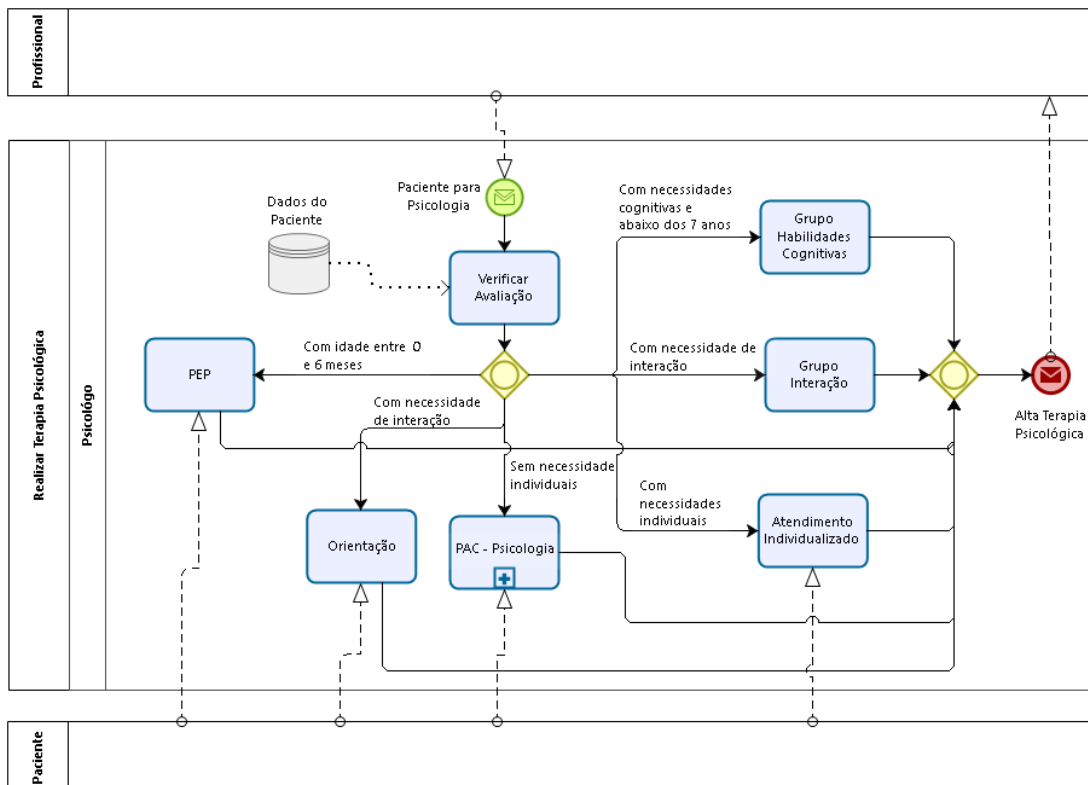 Profissional
Realizar Terapia Psicológica
Psicológo
Paciente para
Psicologia
Dados do
Paciente
Verificar
Avaliação
Com necessidades
cognitivas e
abaixo dos 7 anos
Grupo
Habilidades
Cognitivas
PEP
Com idade entre 0
e 6 meses
Com necessidade de
interação
Grupo
Interação
Alta Terapia
Psicológica
Com necessidade
de interação
Sem necessidade
individuais
Com
necessidades
individuais
Orientação
PAC - Psicologia
Atendimento
Individualizado
Paciente